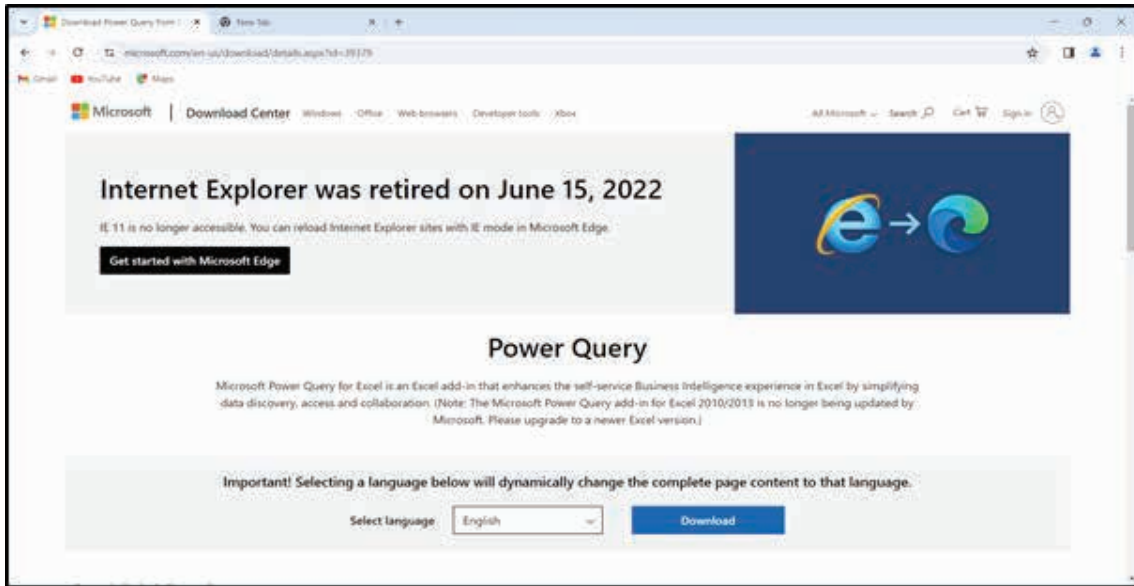 Download Power Query from
New Tab
microsoft.com/en-us/download/details.aspx?id=39379
Gmail YouTube Maps
Microsoft | Download Center Windows Office Web browsers Developer tools Xbox All Microsoft Search Cart Sign in
Internet Explorer was retired on June 15, 2022
IE 11 is no longer accessible. You can reload Internet Explorer sites with IE mode in Microsoft Edge.
Get started with Microsoft Edge
Power Query
Microsoft Power Query for Excel is an Excel add-in that enhances the self-service Business Intelligence experience in Excel by simplifying
data discovery, access and collaboration. (Note: The Microsoft Power Query add-in for Excel 2010/2013 is no longer being updated by
Microsoft. Please upgrade to a newer Excel version.)
Important! Selecting a language below will dynamically change the complete page content to that language.
Select language English Download